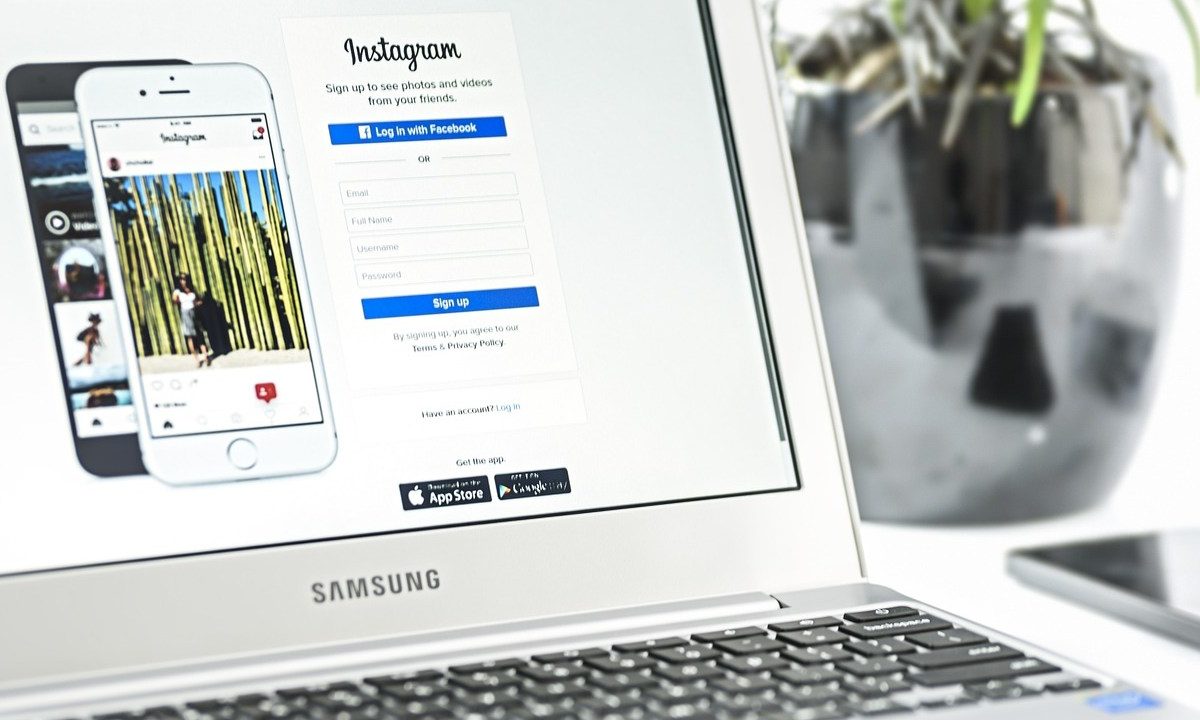 Instagram
Sign up to see photos and videos
from your friends.
Log in with Facebook
OR
Email
Full Name
Username
Password
Sign up
By signing up, you agree to our
Terms & Privacy Policy.
Have an account? Log in
Get the app.
Download on the
App Store
GET IT ON
Google Play
Search
Instagram
SAMSUNG
backspace